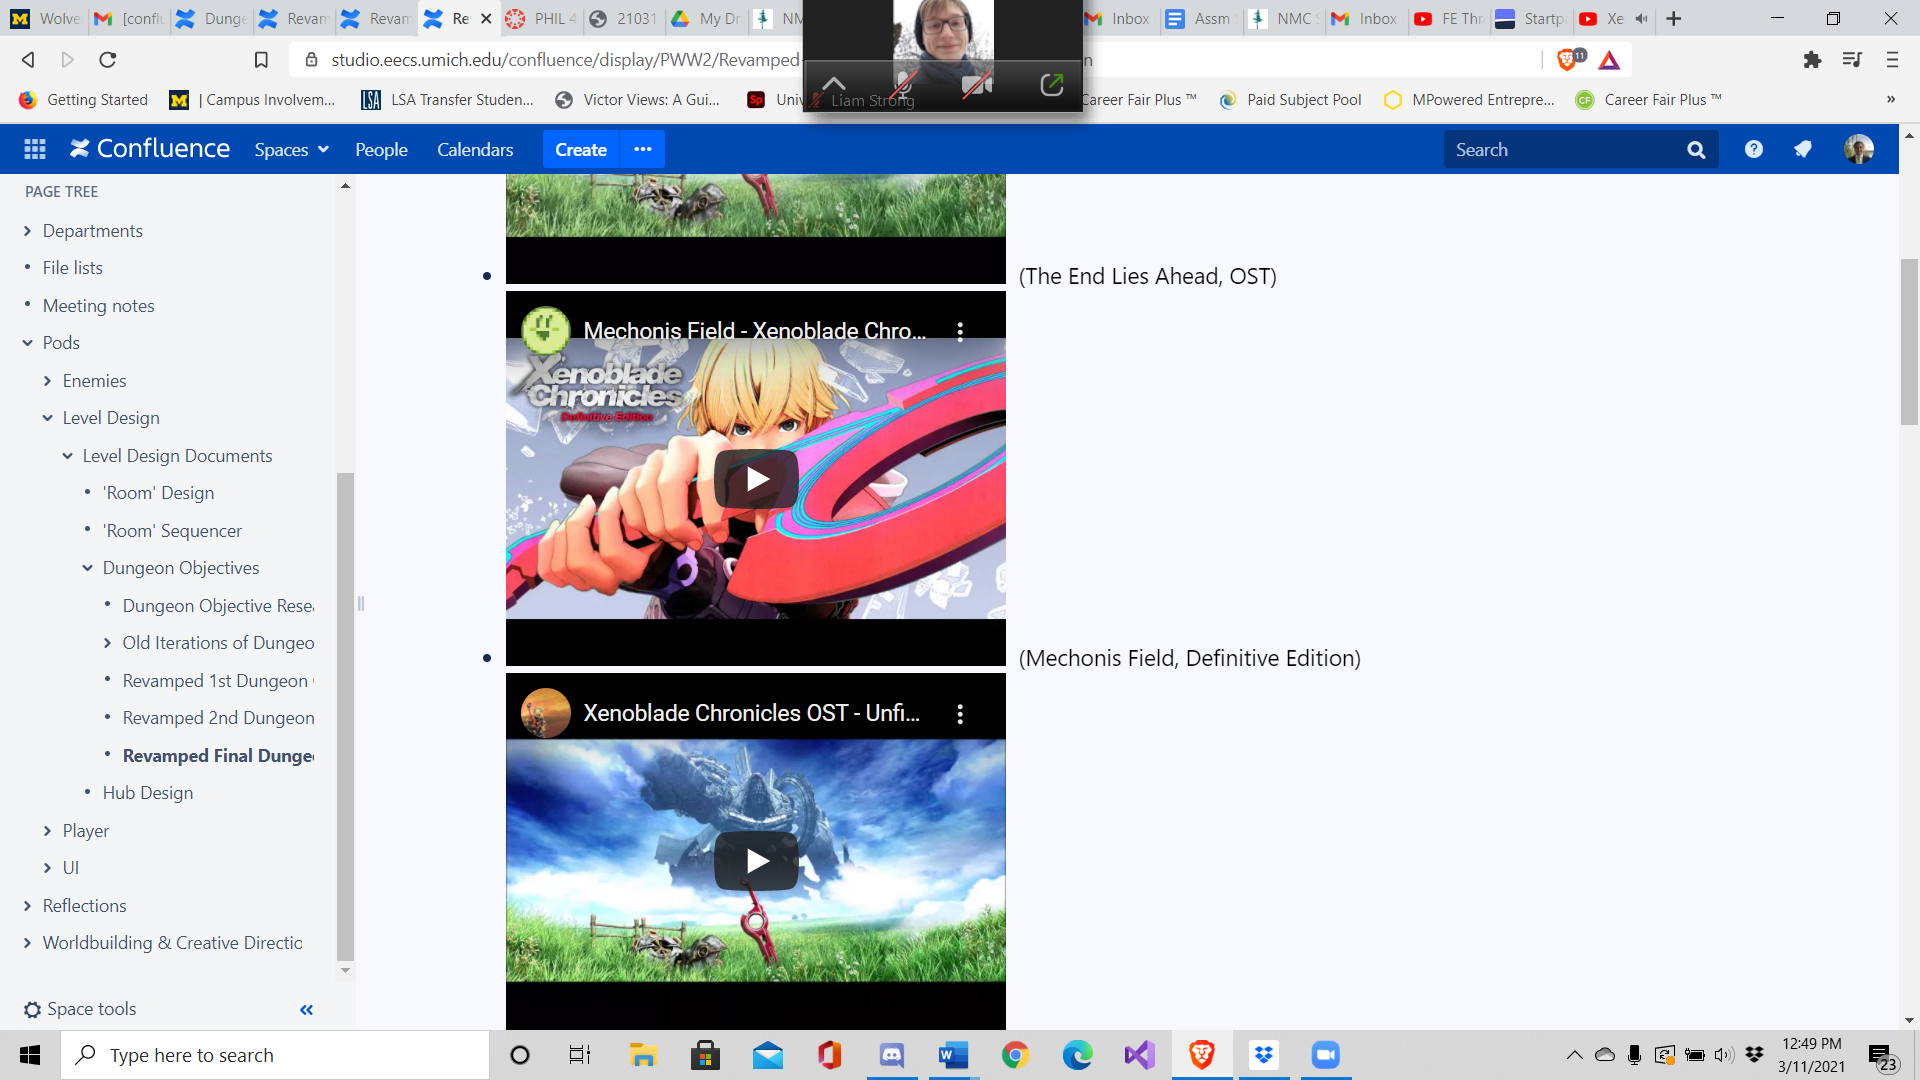 Wolve
[conflu
Dunge
Revam
Revam
Re
PHIL 4
21031
My Dr
NM
Inbox
Assm
NMC S
Inbox
FE Thr
Startp
Xe
studio.eecs.umich.edu/confluence/display/PWW2/Revamped-
n
11
Liam Strong
Getting Started
| Campus Involvem...
LSA Transfer Studen...
Victor Views: A Gui...
Univ
Career Fair Plus ™
Paid Subject Pool
MPowered Entrepre...
Career Fair Plus ™
»
Confluence
Spaces
People
Calendars
Create
Search
PAGE TREE
Departments
File lists
Meeting notes
Pods
Enemies
Level Design
Level Design Documents
'Room' Design
'Room' Sequencer
Dungeon Objectives
Dungeon Objective Rese
Old Iterations of Dungeo
Revamped 1st Dungeon
Revamped 2nd Dungeon
Revamped Final Dunge
Hub Design
Player
UI
Reflections
Worldbuilding & Creative Directio
Space tools
(The End Lies Ahead, OST)
Mechonis Field - Xenoblade Chro...
Xenoblade
Chronicles
Definitive Edition
(Mechonis Field, Definitive Edition)
Xenoblade Chronicles OST - Unfi...
Type here to search
12:49 PM
3/11/2021
23